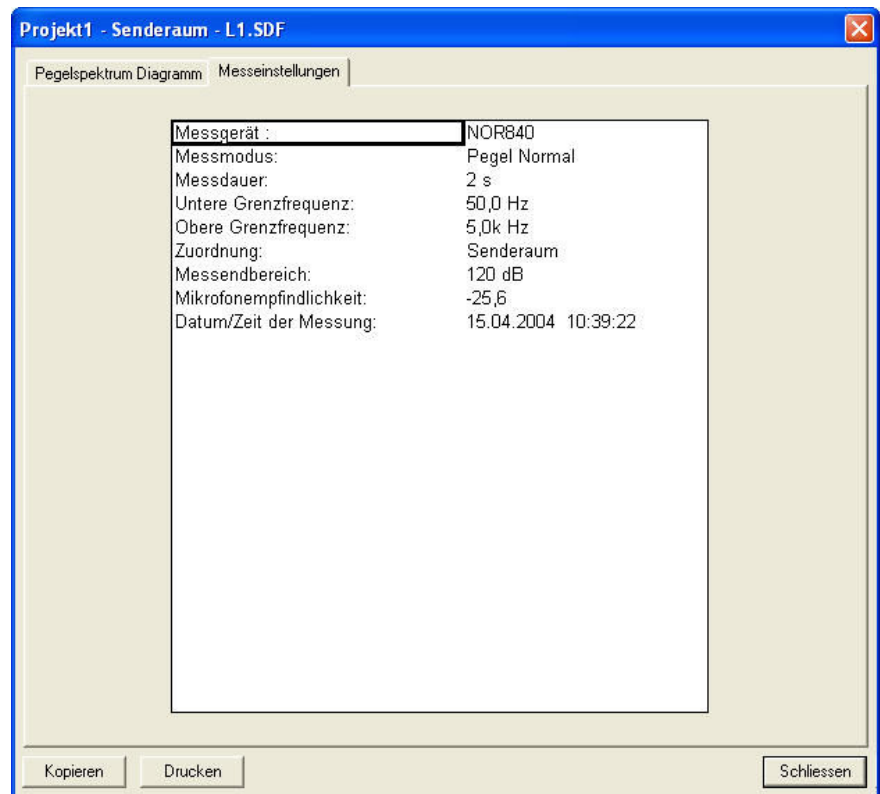 Projekt1 - Senderaum - L1.SDF
Pegelspektrum Diagramm Messeinstellungen
Messgerät : NOR840
Messmodus: Pegel Normal
Messdauer: 2 s
Untere Grenzfrequenz: 50,0 Hz
Obere Grenzfrequenz: 5,0k Hz
Zuordnung: Senderaum
Messendbereich: 120 dB
Mikrofonempfindlichkeit: -25,6
Datum/Zeit der Messung: 15.04.2004 10:39:22
Kopieren Drucken Schliessen